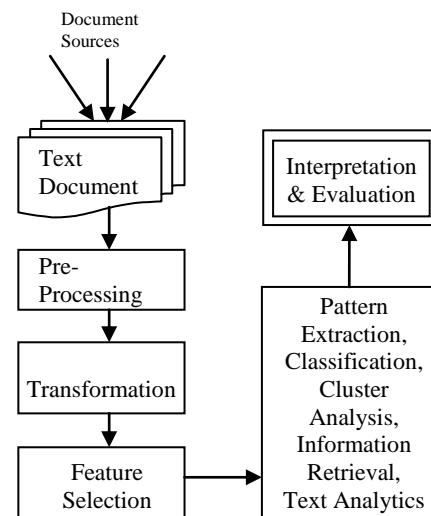 Document
Sources
Text
Document
Pre-
Processing
Transformation
Feature
Selection
Pattern
Extraction,
Classification,
Cluster
Analysis,
Information
Retrieval,
Text Analytics
Interpretation
& Evaluation